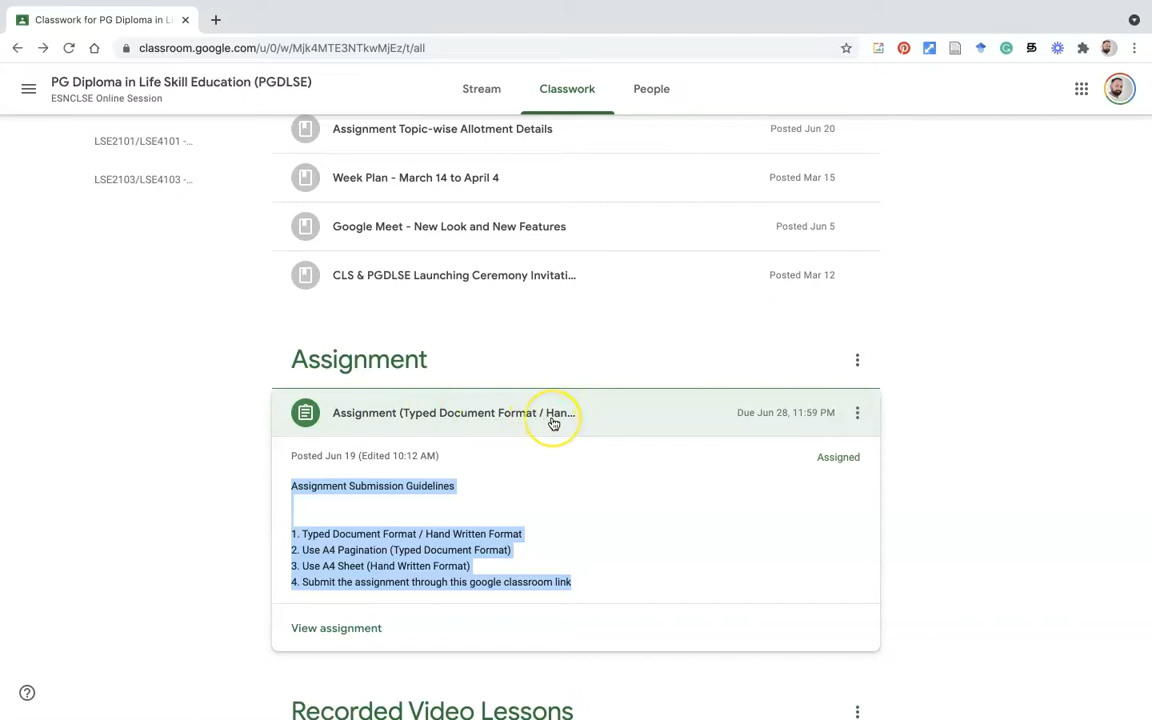 Classwork for PG Diploma in Li
classroom.google.com/u/0/w/Mjk4MTE3NTkwMjEz/t/all
PG Diploma in Life Skill Education (PGDLSE)
ESNCLSE Online Session
Stream
Classwork
People
LSE2101/LSE4101 -...
LSE2103/LSE4103 -...
Assignment Topic-wise Allotment Details
Posted Jun 20
Week Plan - March 14 to April 4
Posted Mar 15
Google Meet - New Look and New Features
Posted Jun 5
CLS & PGDLSE Launching Ceremony Invitati...
Posted Mar 12
Assignment
Assignment (Typed Document Format / Han...
Due Jun 28, 11:59 PM
Posted Jun 19 (Edited 10:12 AM)
Assigned
Assignment Submission Guidelines
1. Typed Document Format / Hand Written Format
2. Use A4 Pagination (Typed Document Format)
3. Use A4 Sheet (Hand Written Format)
4. Submit the assignment through this google classroom link
View assignment
Recorded Video Lessons